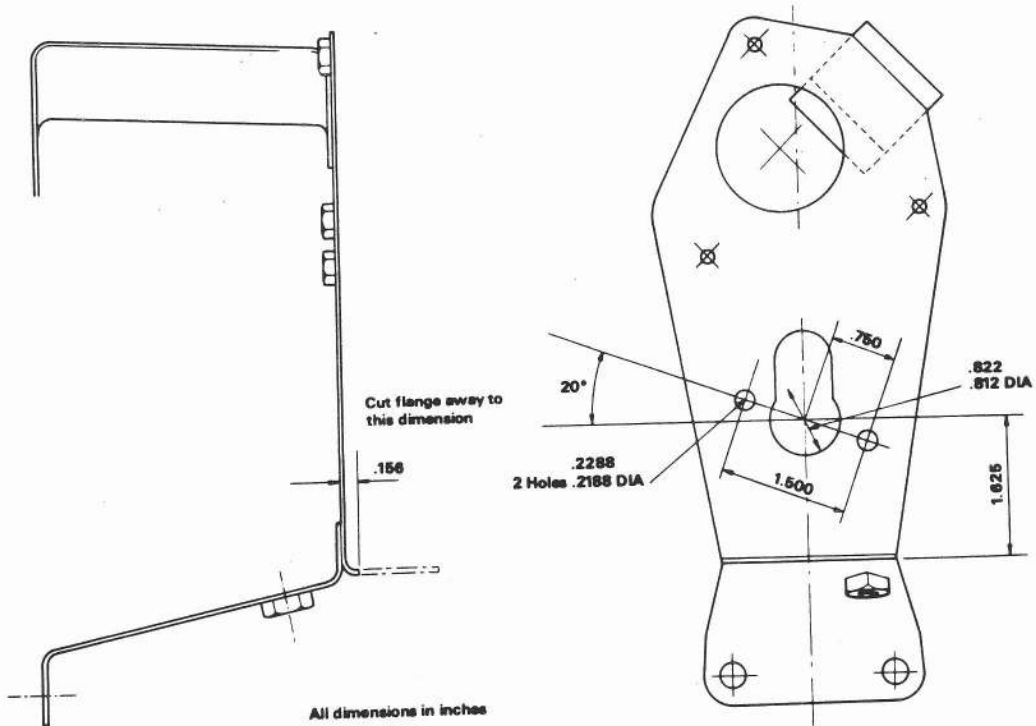 Cut flange away to
this dimension
.156
All dimensions in inches
20°
.2288
2 Holes .2188 DIA
.750
.822
.812 DIA
1.500
1.625